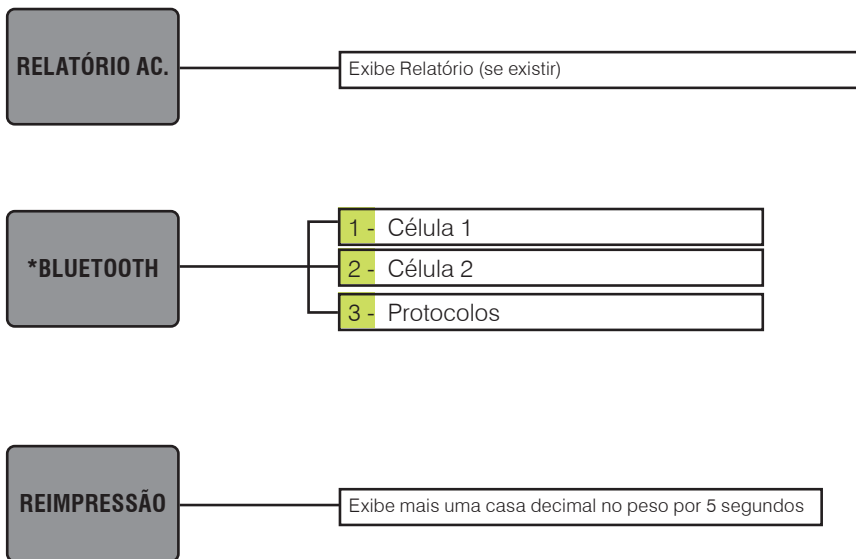 RELATÓRIO AC.
Exibe Relatório (se existir)
*BLUETOOTH
1 - Célula 1
2 - Célula 2
3 - Protocolos
REIMPRESSÃO
Exibe mais uma casa decimal no peso por 5 segundos